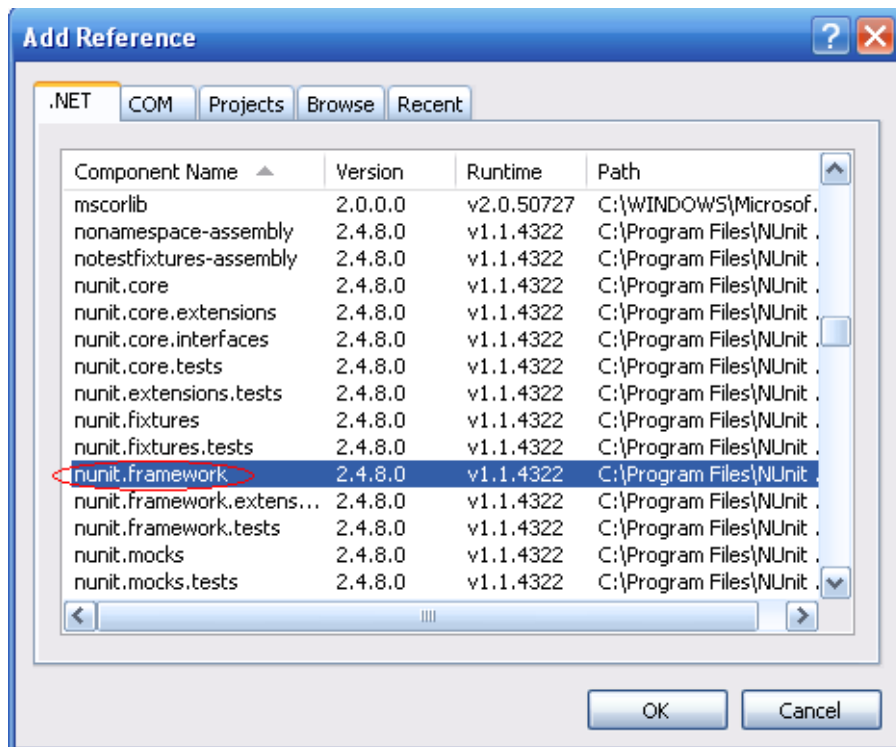 Add Reference
.NET COM Projects Browse Recent
Component Name Version Runtime Path
mscorlib 2.0.0.0 v2.0.50727 C:\WINDOWS\Microsof.
nonamespace-assembly 2.4.8.0 v1.1.4322 C:\Program Files\NUnit .
notestfixtures-assembly 2.4.8.0 v1.1.4322 C:\Program Files\NUnit .
nunit.core 2.4.8.0 v1.1.4322 C:\Program Files\NUnit .
nunit.core.extensions 2.4.8.0 v1.1.4322 C:\Program Files\NUnit .
nunit.core.interfaces 2.4.8.0 v1.1.4322 C:\Program Files\NUnit .
nunit.core.tests 2.4.8.0 v1.1.4322 C:\Program Files\NUnit .
nunit.extensions.tests 2.4.8.0 v1.1.4322 C:\Program Files\NUnit .
nunit.fixtures 2.4.8.0 v1.1.4322 C:\Program Files\NUnit .
nunit.fixtures.tests 2.4.8.0 v1.1.4322 C:\Program Files\NUnit .
nunit.framework 2.4.8.0 v1.1.4322 C:\Program Files\NUnit .
nunit.framework.extens... 2.4.8.0 v1.1.4322 C:\Program Files\NUnit .
nunit.framework.tests 2.4.8.0 v1.1.4322 C:\Program Files\NUnit .
nunit.mocks 2.4.8.0 v1.1.4322 C:\Program Files\NUnit .
nunit.mocks.tests 2.4.8.0 v1.1.4322 C:\Program Files\NUnit .
OK Cancel